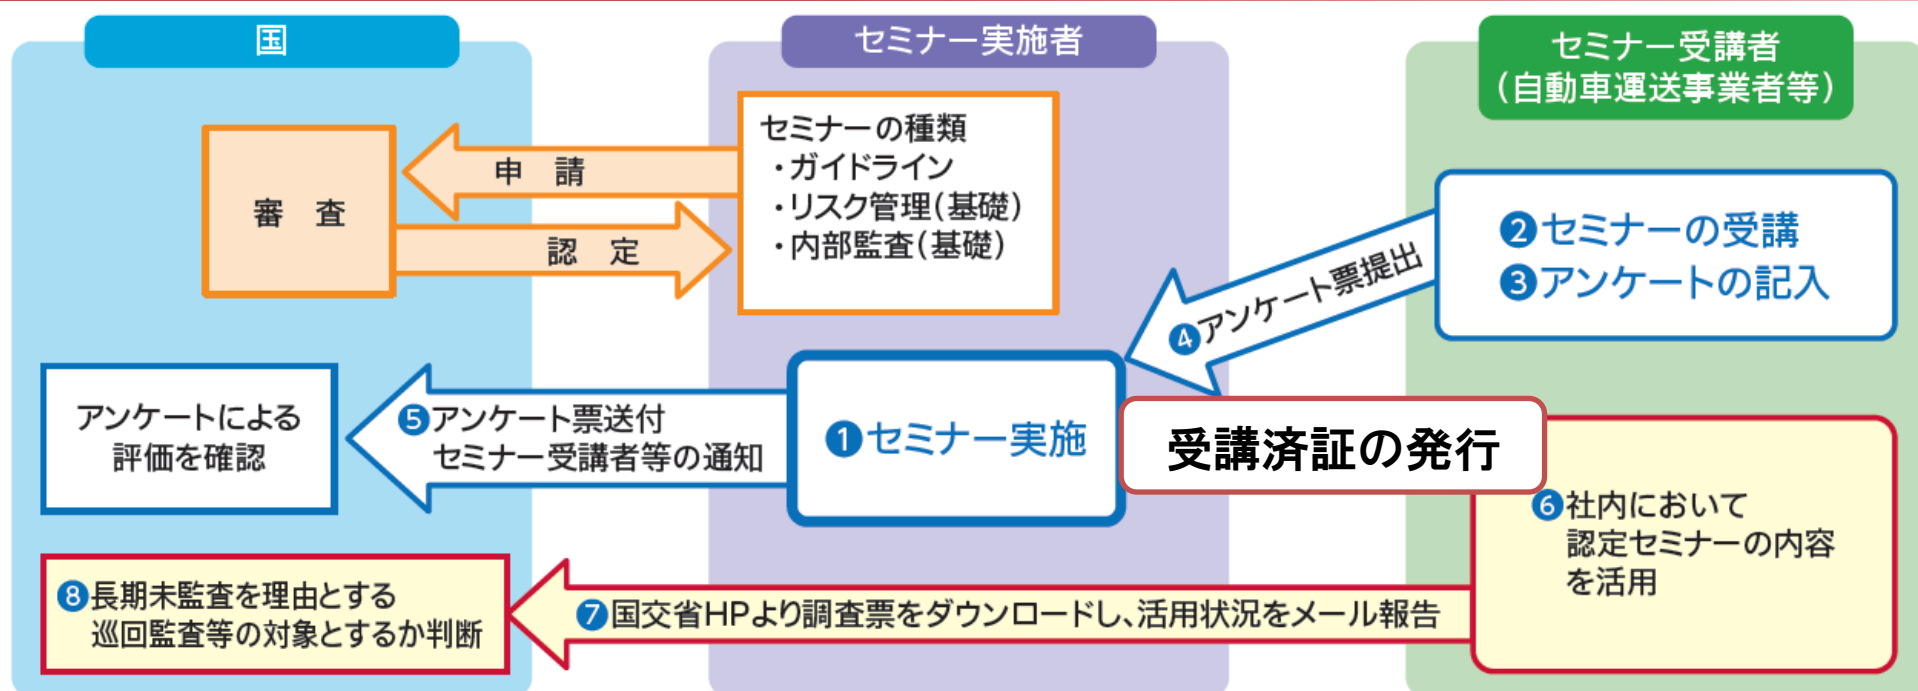 国
セミナー実施者
セミナー受講者
(自動車運送事業者等)
審 査
申 請
認 定
セミナーの種類
・ガイドライン
・リスク管理(基礎)
・内部監査(基礎)
❷セミナーの受講
❸アンケートの記入
❹アンケート票提出
アンケートによる
評価を確認
❺アンケート票送付
セミナー受講者等の通知
❶セミナー実施
受講済証の発行
❻社内において
認定セミナーの内容
を活用
❼国交省HPより調査票をダウンロードし、活用状況をメール報告
❽長期未監査を理由とする
巡回監査等の対象とするか判断